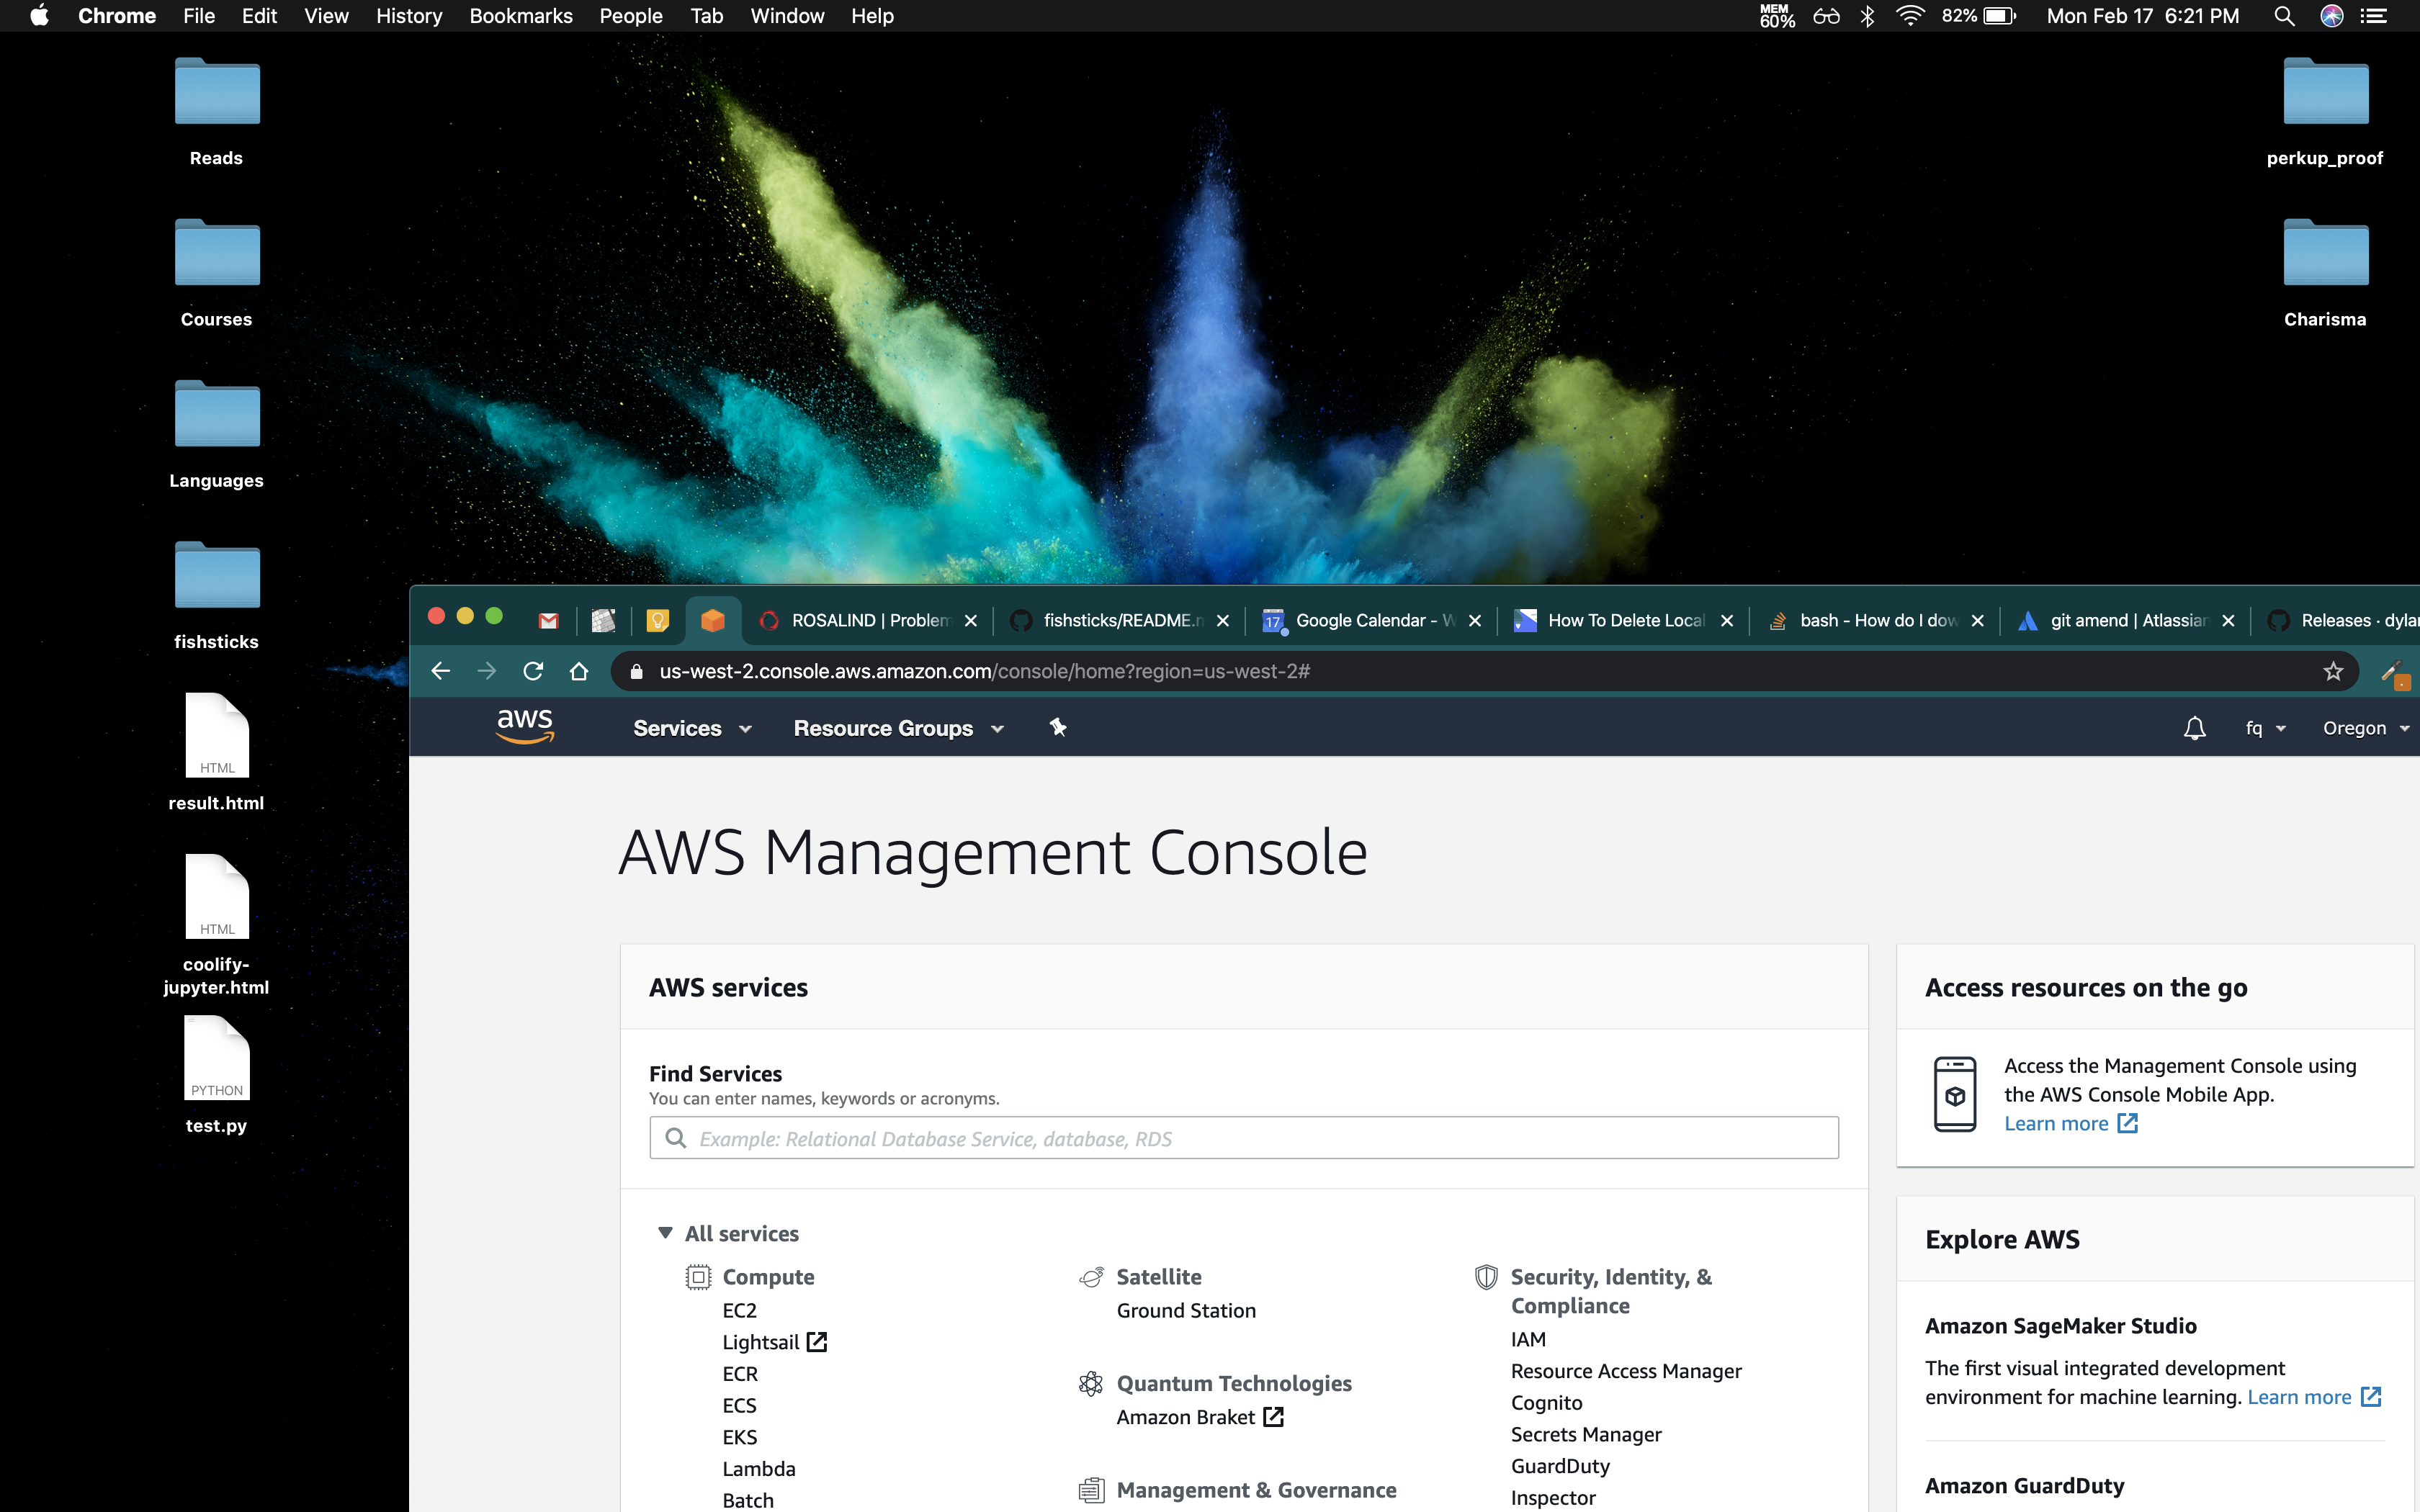 Chrome File Edit View History Bookmarks People Tab Window Help
MEM
60%
82%
Mon Feb 17 6:21 PM
Reads
Courses
Languages
fishsticks
HTML
result.html
HTML
coolify-
jupyter.html
PYTHON
test.py
perkup_proof
Charisma
ROSALIND | Problem
fishsticks/README.m
17
Google Calendar - W
How To Delete Local
bash - How do I dow
git amend | Atlassian
Releases · dylan
us-west-2.console.aws.amazon.com/console/home?region=us-west-2#
aws
Services
Resource Groups
fq
Oregon
AWS Management Console
AWS services
Find Services
You can enter names, keywords or acronyms.
Example: Relational Database Service, database, RDS
All services
Compute
EC2
Lightsail
ECR
ECS
EKS
Lambda
Batch
Satellite
Ground Station
Quantum Technologies
Amazon Braket
Management & Governance
Security, Identity, &
Compliance
IAM
Resource Access Manager
Cognito
Secrets Manager
GuardDuty
Inspector
Access resources on the go
Access the Management Console using
the AWS Console Mobile App.
Learn more
Explore AWS
Amazon SageMaker Studio
The first visual integrated development
environment for machine learning. Learn more
Amazon GuardDuty